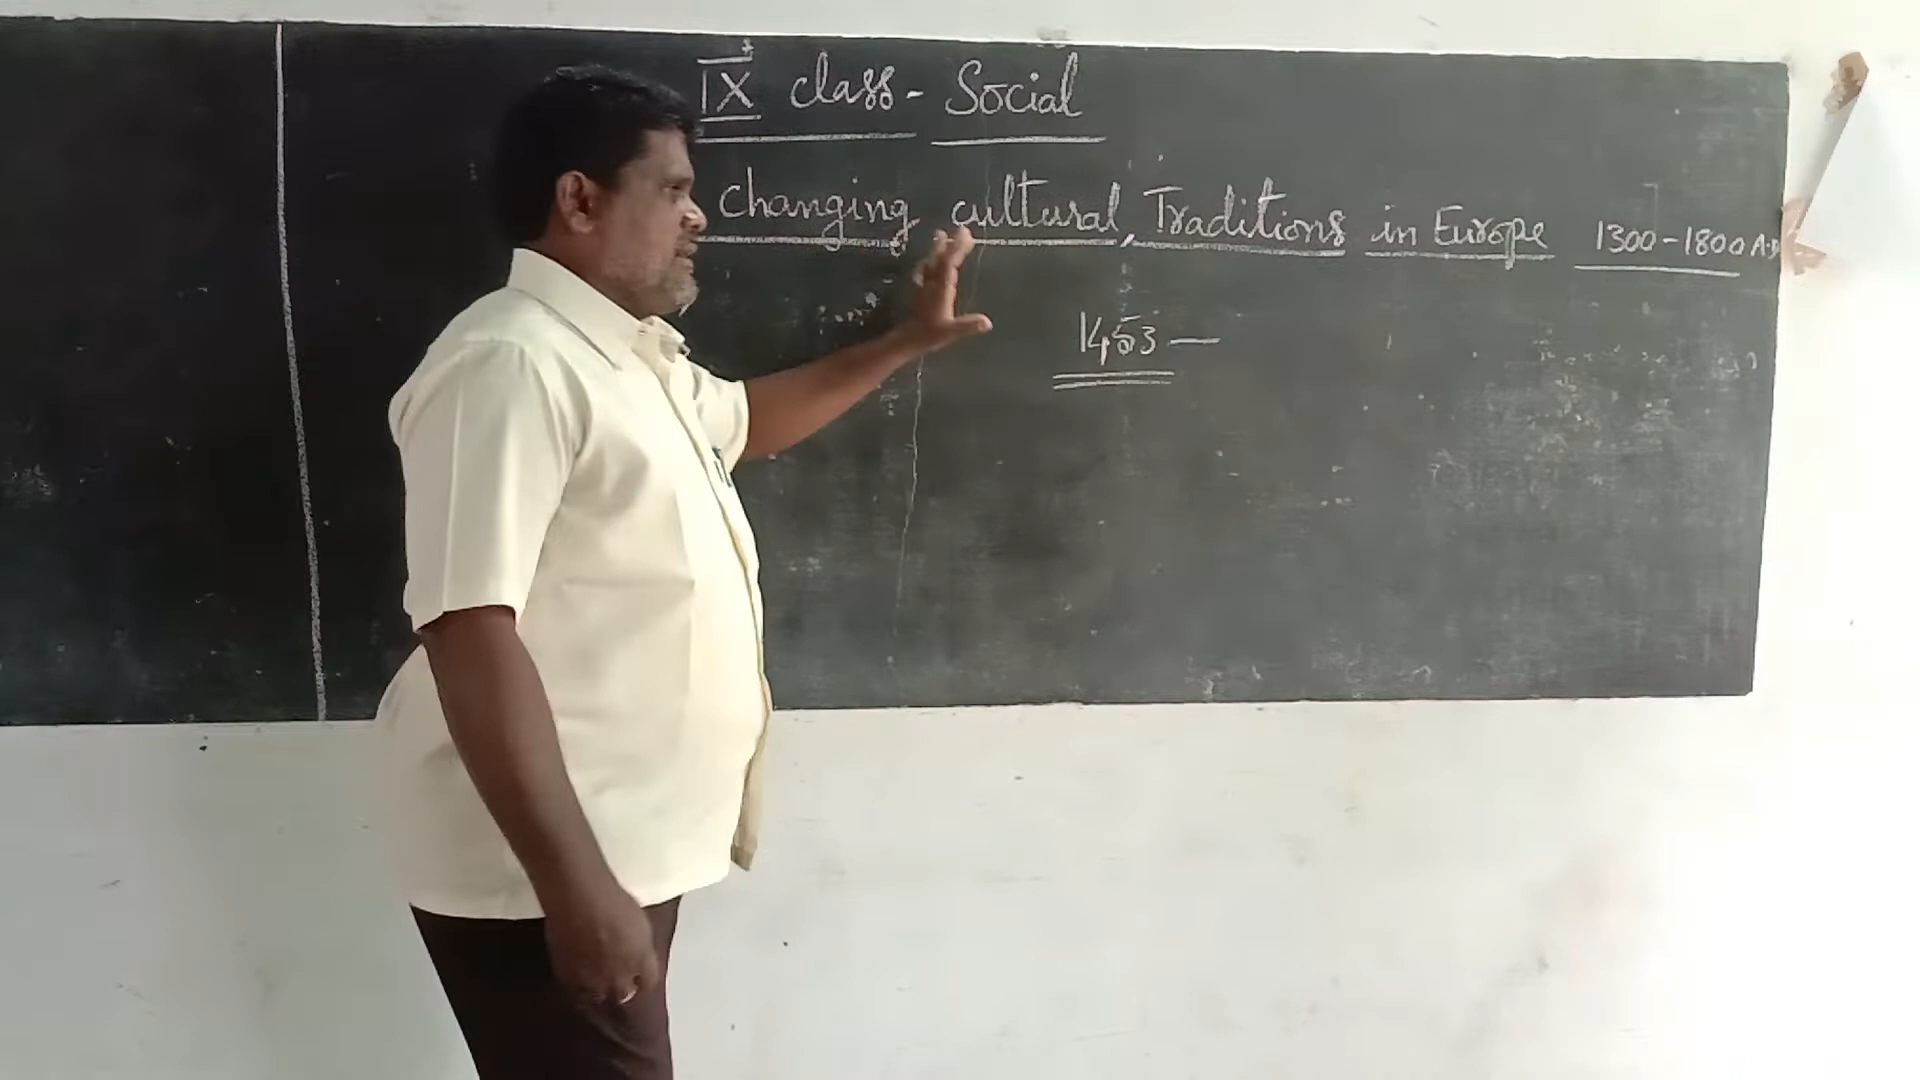 IX class - Social
changing cultural, Traditions in Europe 1300-1800 A.D
1453 —